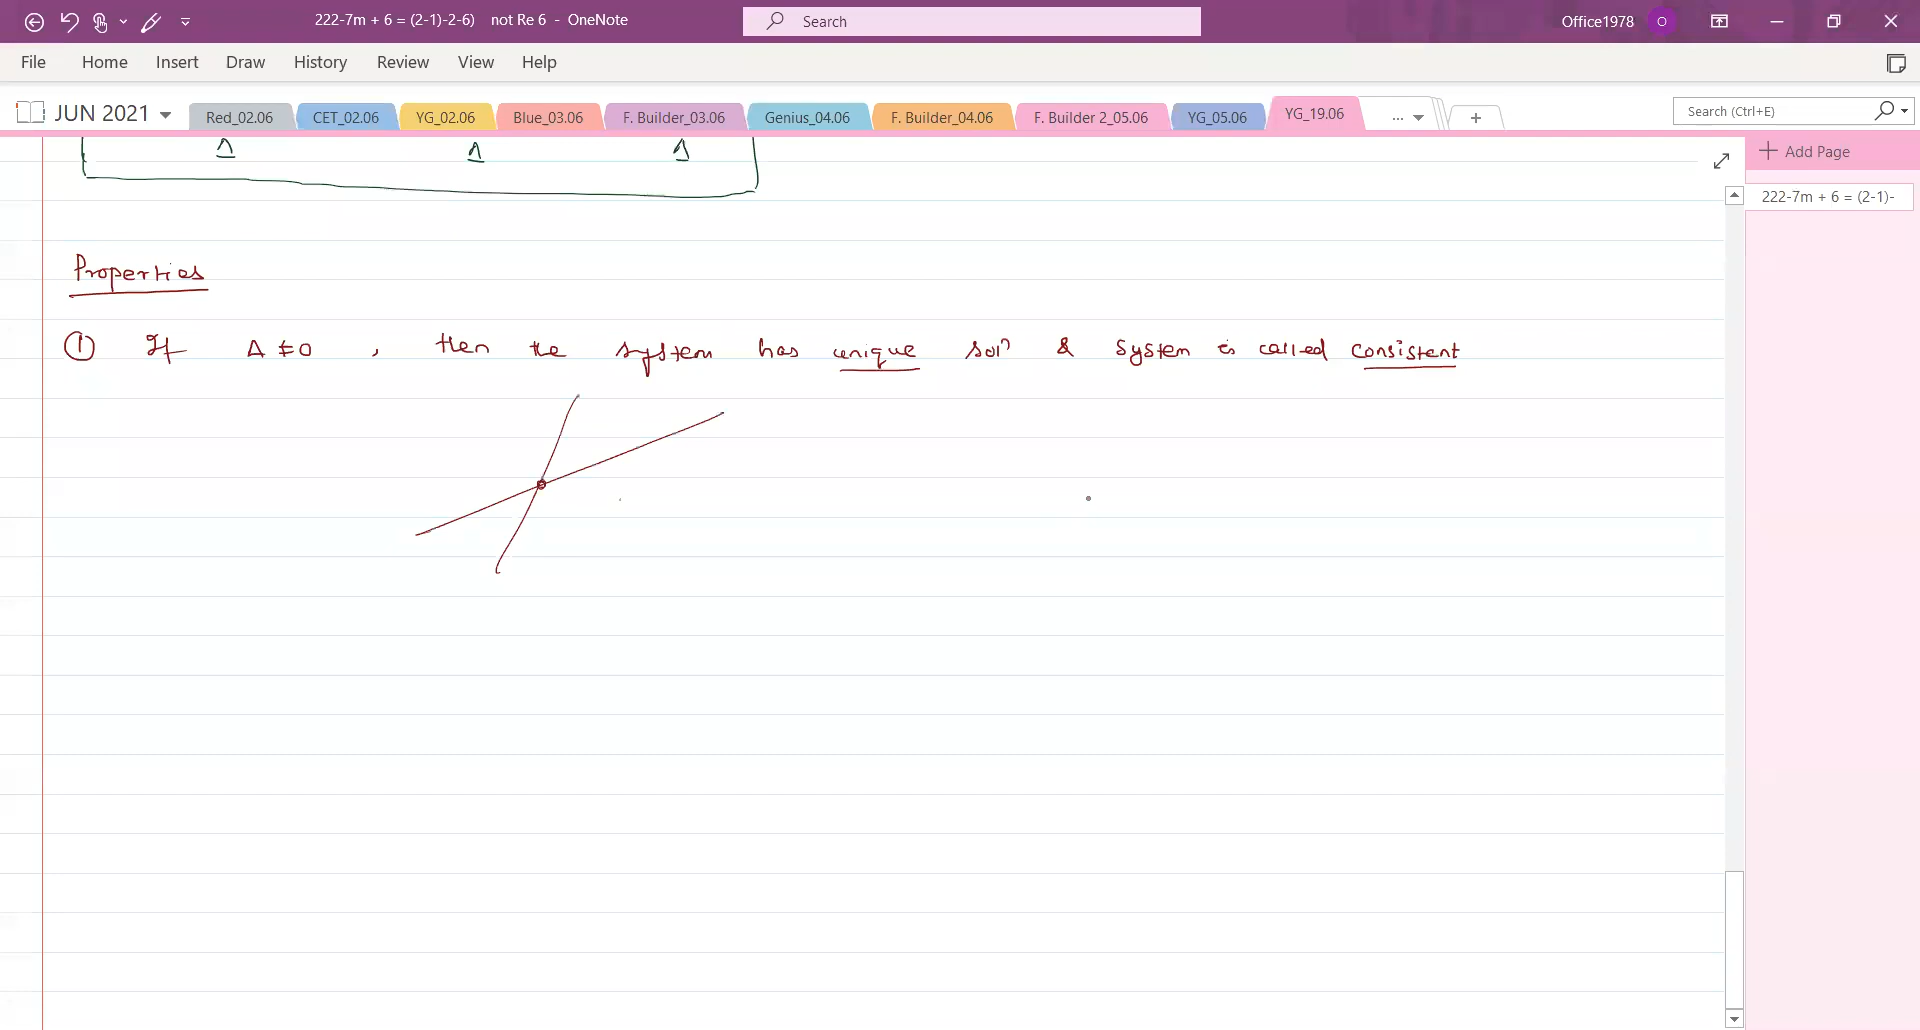 222-7m + 6 = (2-1)-2-6) not Re 6 - OneNote
Search
Office1978
O
File Home Insert Draw History Review View Help
JUN 2021
Red_02.06 CET_02.06 YG_02.06 Blue_03.06 F. Builder_03.06 Genius_04.06 F. Builder_04.06 F. Builder 2_05.06 YG_05.06 YG_19.06 ... +
Search (Ctrl+E)
Add Page
222-7m + 6 = (2-1)-
Δ Δ Δ
Properties
① If Δ ≠ 0 , then the system has unique solⁿ & system is called consistent